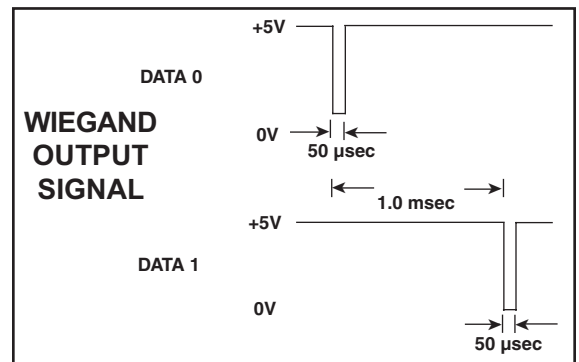 +5V
DATA 0
WIEGAND
OUTPUT
SIGNAL
0V
50 µsec
1.0 msec
+5V
DATA 1
0V
50 µsec